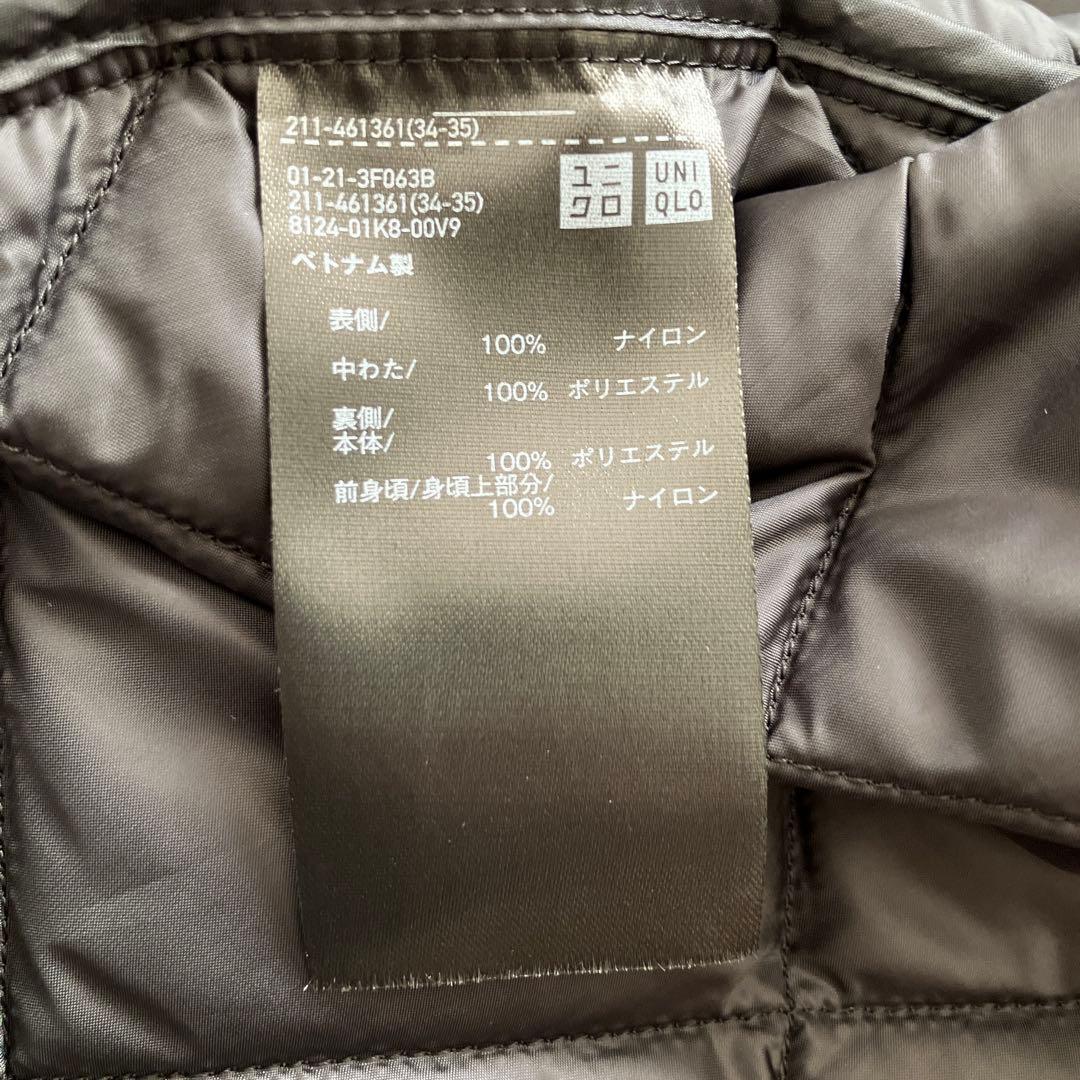 211-461361(34-35)
01-21-3F063B
211-461361(34-35)
8124-01K8-00V9
ユニ
クロ
UNI
QLO
ベトナム製
表側/
100% ナイロン
中わた/
100% ポリエステル
裏側/
本体/
100% ポリエステル
前身頃/身頃上部分/
100% ナイロン